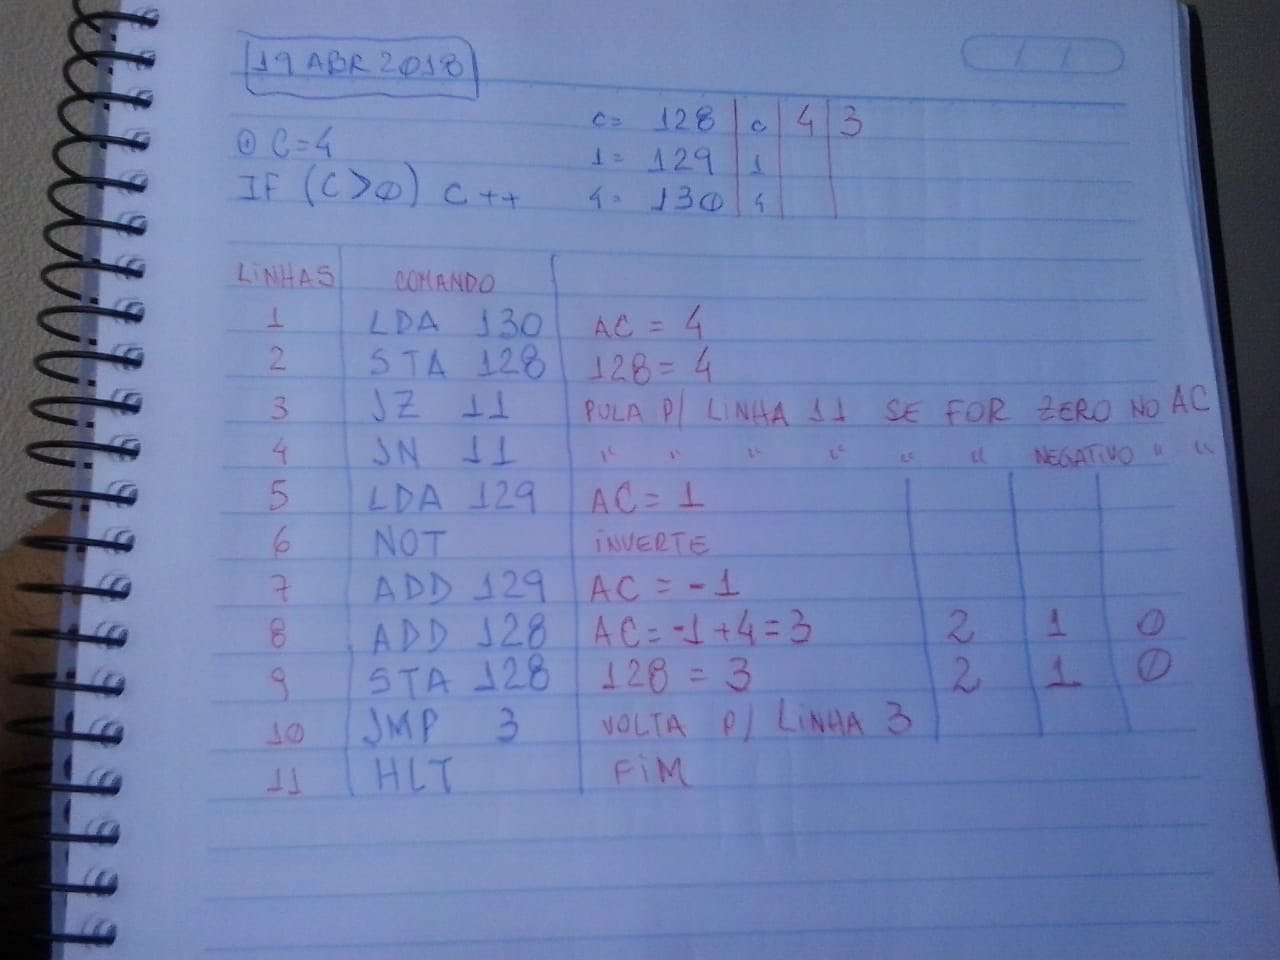 19 ABR 2018
C= 128 C 4 3
① C=4
1= 129 1
IF (C>0) C++ 4= 130 4
LINHAS COMANDO
1 LDA 130 AC = 4
2 STA 128 128 = 4
3 JZ 11 PULA P/ LINHA 11 SE FOR ZERO NO AC
4 JN 11 " " " " " " NEGATIVO " "
5 LDA 129 AC = 1
6 NOT INVERTE
7 ADD 129 AC = -1
8 ADD 128 AC = -1+4=3 2 1 0
9 STA 128 128 = 3 2 1 0
10 JMP 3 VOLTA P/ LINHA 3
11 HLT FIM